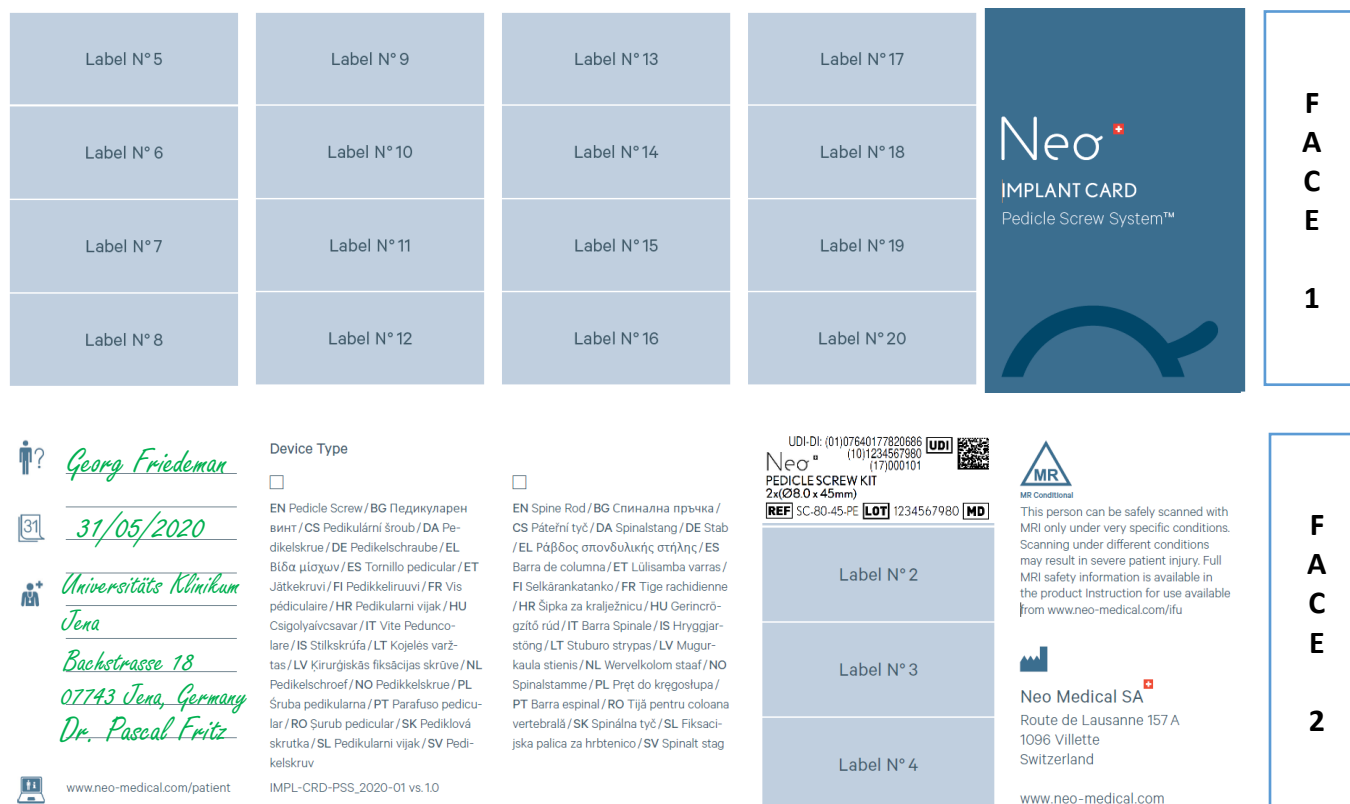 Label N° 5
Label N° 9
Label N° 13
Label N° 17
Label N° 6
Label N° 10
Label N° 14
Label N° 18
Label N° 7
Label N° 11
Label N° 15
Label N° 19
Label N° 8
Label N° 12
Label N° 16
Label N° 20
Neo
IMPLANT CARD
Pedicle Screw System™
FACE 1
?
Georg Friedeman
31
31/05/2020
Universitäts Klinikum
Jena
Bachstrasse 18
07743 Jena, Germany
Dr. Pascal Fritz
www.neo-medical.com/patient
Device Type
EN Pedicle Screw / BG Педикуларен
винт / CS Pedikulární šroub / DA Pe-
dikelskrue / DE Pedikelschraube / EL
Βίδα μίσχων / ES Tornillo pedicular / ET
Jätkekruvi / FI Pedikkeliruuvi / FR Vis
pédiculaire / HR Pedikularni vijak / HU
Csigolyaívcsavar / IT Vite Pedunco-
lare / IS Stilkskrúfa / LT Kojelės varž-
tas / LV Ķirurģiskās fiksācijas skrūve / NL
Pedikelschroef / NO Pedikkelskrue / PL
Śruba pedikularna / PT Parafuso pedicu-
lar / RO Șurub pedicular / SK Pediklová
skrutka / SL Pedikularni vijak / SV Pedi-
kelskruv
IMPL-CRD-PSS_2020-01 vs. 1.0
EN Spine Rod / BG Спинална пръчка /
CS Páteřní tyč / DA Spinalstang / DE Stab
/ EL Ράβδος σπονδυλικής στήλης / ES
Barra de columna / ET Lülisamba varras /
FI Selkärankatanko / FR Tige rachidienne
/ HR Šipka za kralježnicu / HU Gerincrö-
gzítő rúd / IT Barra Spinale / IS Hryggjar-
stöng / LT Stuburo strypas / LV Mugur-
kaula stienis / NL Wervelkolom staaf / NO
Spinalstamme / PL Pręt do kręgosłupa /
PT Barra espinal / RO Tijă pentru coloana
vertebrală / SK Spinálna tyč / SL Fiksaci-
jska palica za hrbtenico / SV Spinalt stag
UDI-DI: (01)07640177820686 UDI
(10)1234567980
(17)000101
Neo
PEDICLE SCREW KIT
2x(Ø8.0 x 45mm)
REF SC-80-45-PE LOT 1234567980 MD
Label N° 2
Label N° 3
Label N° 4
MR
MR Conditional
This person can be safely scanned with
MRI only under very specific conditions.
Scanning under different conditions
may result in severe patient injury. Full
MRI safety information is available in
the product Instruction for use available
from www.neo-medical.com/ifu
Neo Medical SA
Route de Lausanne 157 A
1096 Villette
Switzerland
www.neo-medical.com
FACE 2